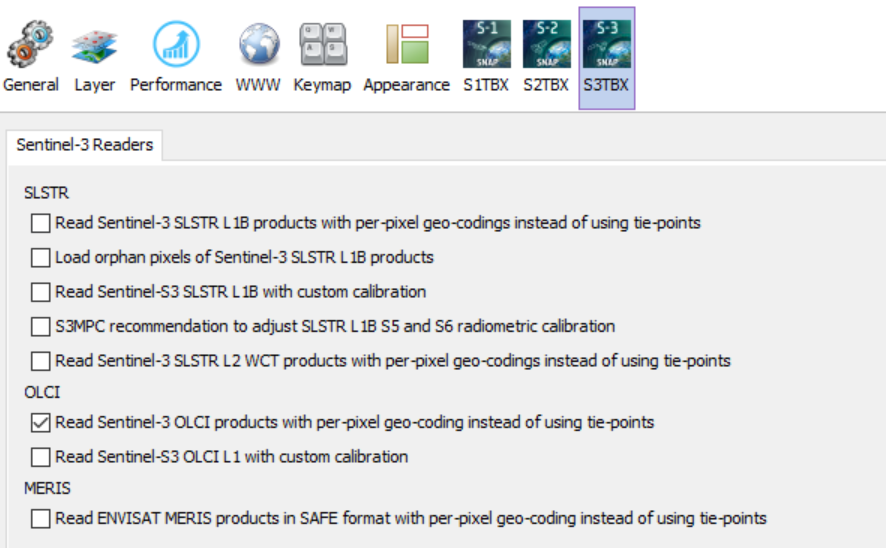 S-1 S-2 S-3
SNAP SNAP SNAP
Q W
A S
General Layer Performance WWW Keymap Appearance S1TBX S2TBX S3TBX
Sentinel-3 Readers
SLSTR
Read Sentinel-3 SLSTR L1B products with per-pixel geo-codings instead of using tie-points
Load orphan pixels of Sentinel-3 SLSTR L1B products
Read Sentinel-S3 SLSTR L1B with custom calibration
S3MPC recommendation to adjust SLSTR L1B S5 and S6 radiometric calibration
Read Sentinel-3 SLSTR L2 WCT products with per-pixel geo-codings instead of using tie-points
OLCI
Read Sentinel-3 OLCI products with per-pixel geo-coding instead of using tie-points
Read Sentinel-S3 OLCI L1 with custom calibration
MERIS
Read ENVISAT MERIS products in SAFE format with per-pixel geo-coding instead of using tie-points